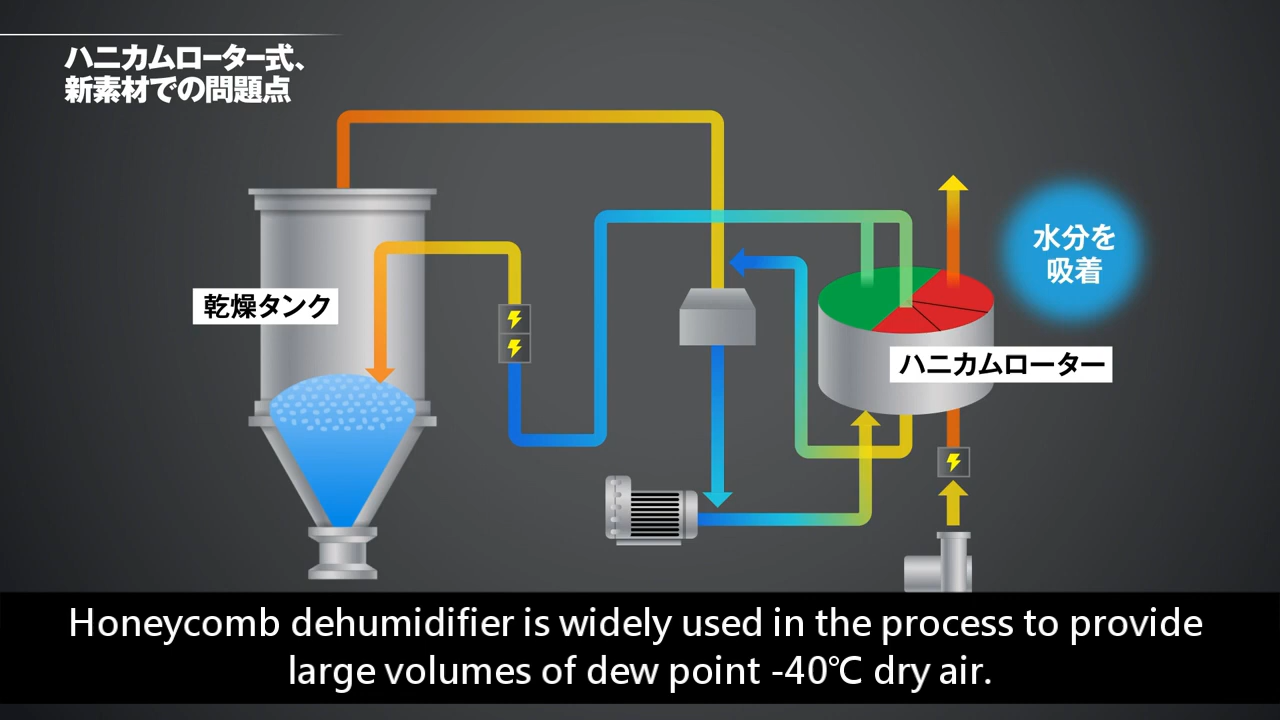 ハニカムローター式、
新素材での問題点
水分を
吸着
乾燥タンク
ハニカムローター
Honeycomb dehumidifier is widely used in the process to provide
large volumes of dew point -40℃ dry air.